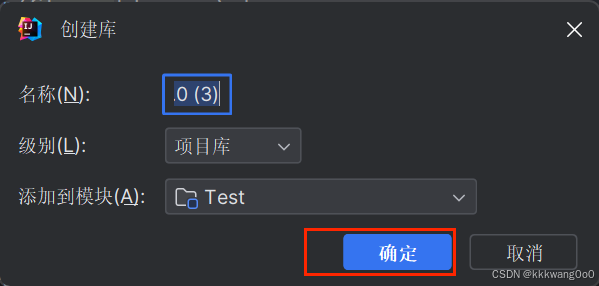 创建库
名称(N): .0 (3)
级别(L): 项目库
添加到模块(A): Test
确定 取消
CSDN @kkkwang0o0